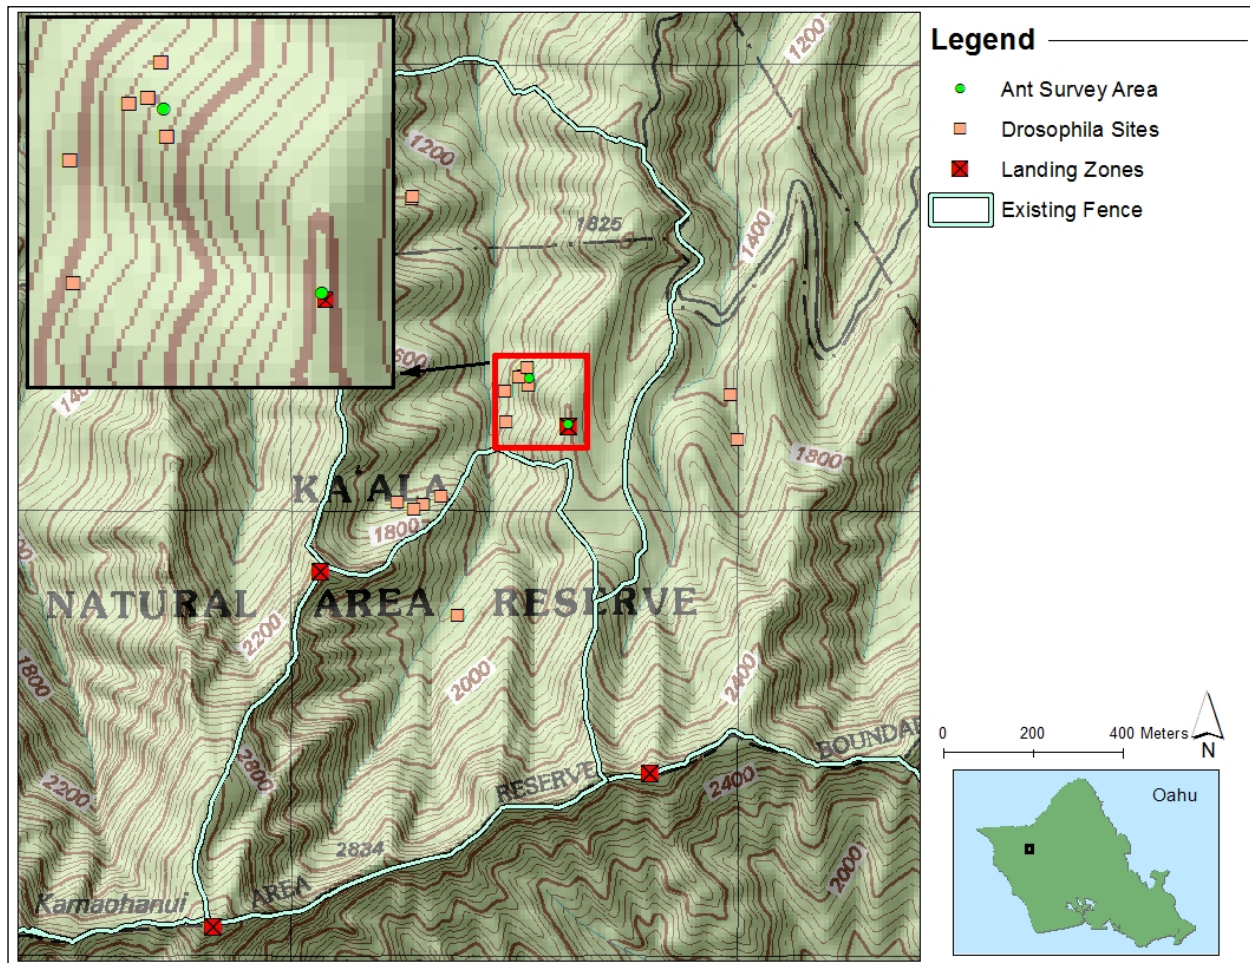 Legend
Ant Survey Area
Drosophila Sites
Landing Zones
Existing Fence
1200
1200
1825
1400
600
1800
KA'ALA
1800
NATURAL AREA RESERVE
2200
1800
2000
2400
2200
2800
RESERVE
BOUNDAR
2400
2834
AREA
2000
Kamaohanui
0 200 400 Meters
N
Oahu